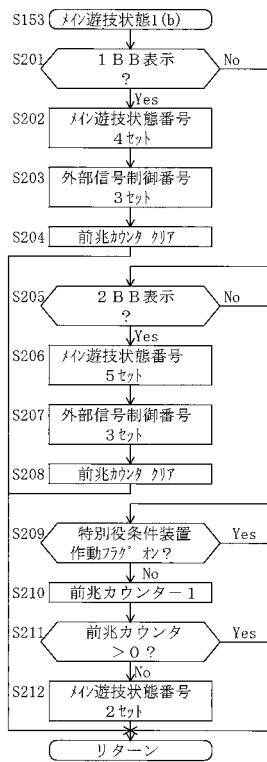 S153 メイン遊技状態1(b)
S201 1BB表示
? No
Yes
S202 メイン遊技状態番号
4セット
S203 外部信号制御番号
3セット
S204 前兆カウンタ クリア
S205 2BB表示
? No
Yes
S206 メイン遊技状態番号
5セット
S207 外部信号制御番号
3セット
S208 前兆カウンタ クリア
S209 特別役条件装置 Yes
作動フラグ オン?
No
S210 前兆カウンタ-1
S211 前兆カウンタ Yes
>0?
No
S212 メイン遊技状態番号
2セット
リターン